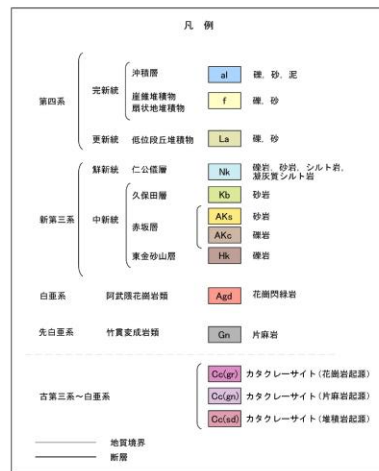 凡 例
第四系 完新統 沖積層 al 礫、砂、泥
崖錐堆積物
扇状地堆積物 f 礫、砂
更新統 低位段丘堆積物 La 礫、砂
新第三系 鮮新統 仁公儀層 Nk 礫岩、砂岩、シルト岩、
凝灰質シルト岩
中新統 久保田層 Kb 砂岩
赤坂層 AKs 砂岩
AKc 礫岩
東金砂山層 Hk 礫岩
白亜系 阿武隈花崗岩類 Agd 花崗閃緑岩
先白亜系 竹貫変成岩類 Gn 片麻岩
古第三系～白亜系 Cc(gr) カタクレーサイト(花崗岩起源)
Cc(gn) カタクレーサイト(片麻岩起源)
Cc(sd) カタクレーサイト(堆積岩起源)
地質境界
断層